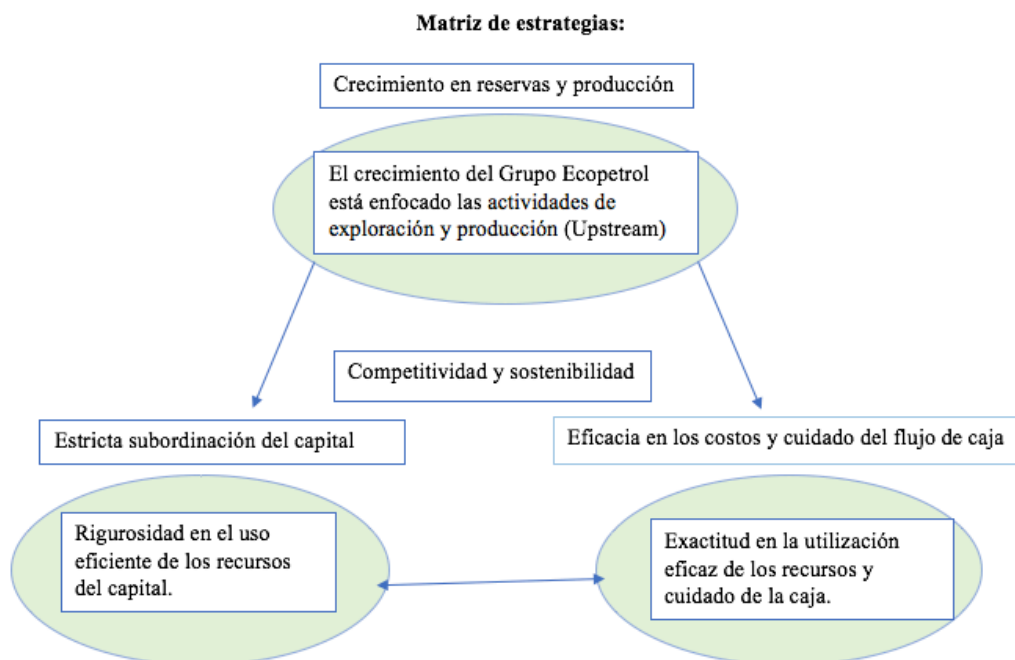 Matriz de estrategias:
Crecimiento en reservas y producción
El crecimiento del Grupo Ecopetrol
está enfocado las actividades de
exploración y producción (Upstream)
Competitividad y sostenibilidad
Estricta subordinación del capital
Eficacia en los costos y cuidado del flujo de caja
Rigurosidad en el uso
eficiente de los recursos
del capital.
Exactitud en la utilización
eficaz de los recursos y
cuidado de la caja.